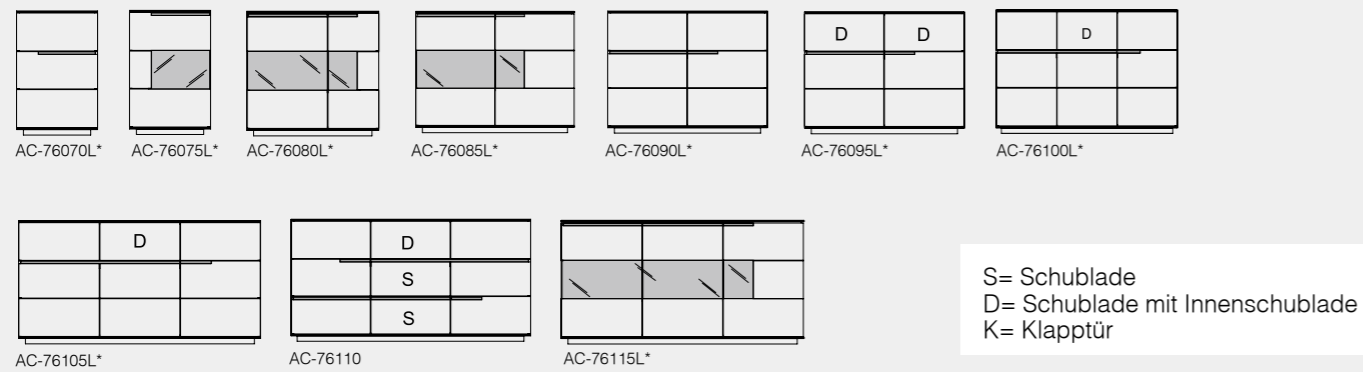 D D D
AC-76070L* AC-76075L* AC-76080L* AC-76085L* AC-76090L* AC-76095L* AC-76100L*
D
D
S
S
AC-76105L* AC-76110 AC-76115L*
S= Schublade
D= Schublade mit Innenschublade
K= Klapptür